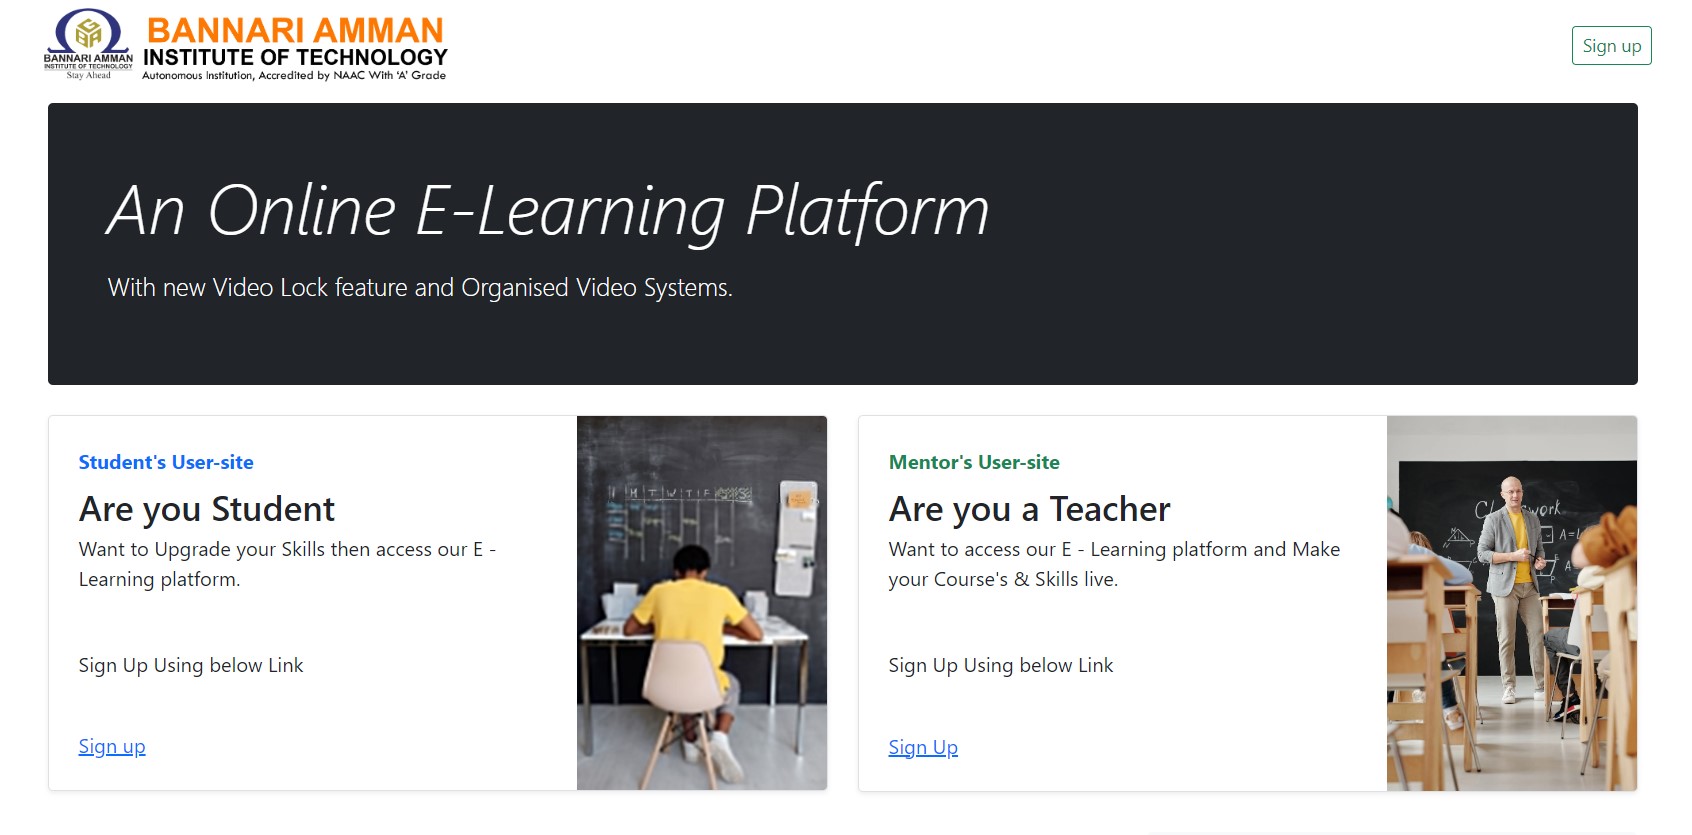 BANNARI AMMAN
INSTITUTE OF TECHNOLOGY
Stay Ahead
BANNARI AMMAN
INSTITUTE OF TECHNOLOGY
Autonomous Institution, Accredited by NAAC With ‘A’ Grade
Sign up
An Online E-Learning Platform
With new Video Lock feature and Organised Video Systems.
Student's User-site
Are you Student
Want to Upgrade your Skills then access our E -
Learning platform.
Sign Up Using below Link
Sign up
M T W T F
Mentor's User-site
Are you a Teacher
Want to access our E - Learning platform and Make
your Course's & Skills live.
Sign Up Using below Link
Sign Up